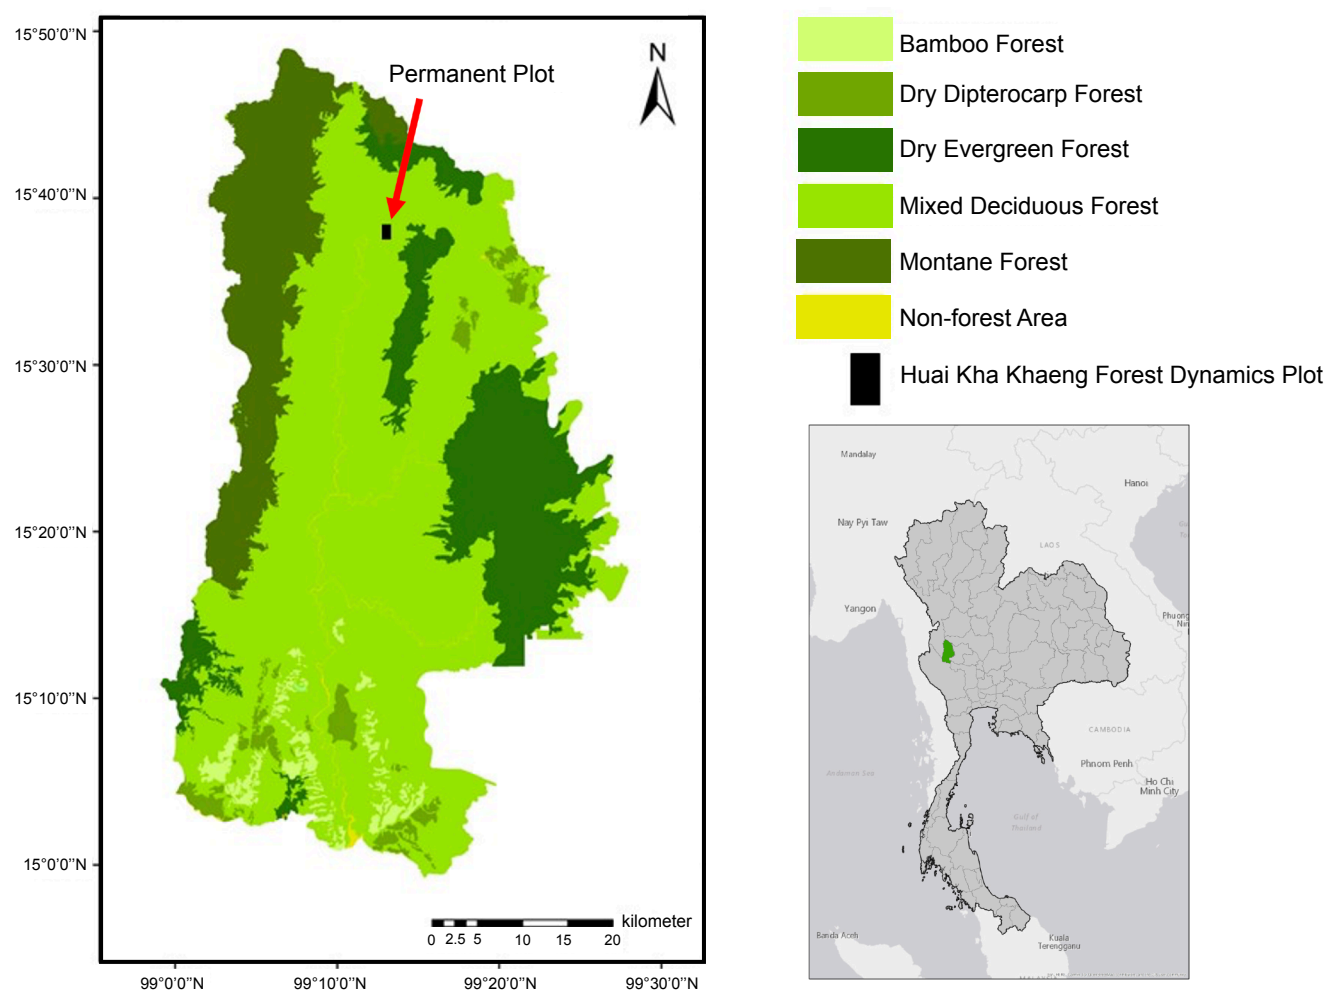 15°50’0’’N
Permanent Plot
N
15°40’0’’N
15°30’0’’N
15°20’0’’N
15°10’0’’N
15°0’0’’N
kilometer
0 2.5 5 10 15 20
99°0’0’’N 99°10’0’’N 99°20’0’’N 99°30’0’’N
Bamboo Forest
Dry Dipterocarp Forest
Dry Evergreen Forest
Mixed Deciduous Forest
Montane Forest
Non-forest Area
Huai Kha Khaeng Forest Dynamics Plot
Mandalay
Hanoi
Nay Pyi Taw
LAOS
Yangon
Phuong
CAMBODIA
Phnom Penh
Andaman Sea
Ho Chi
Minh City
Gulf of
Thailand
Banda Aceh
Kuala
Terengganu